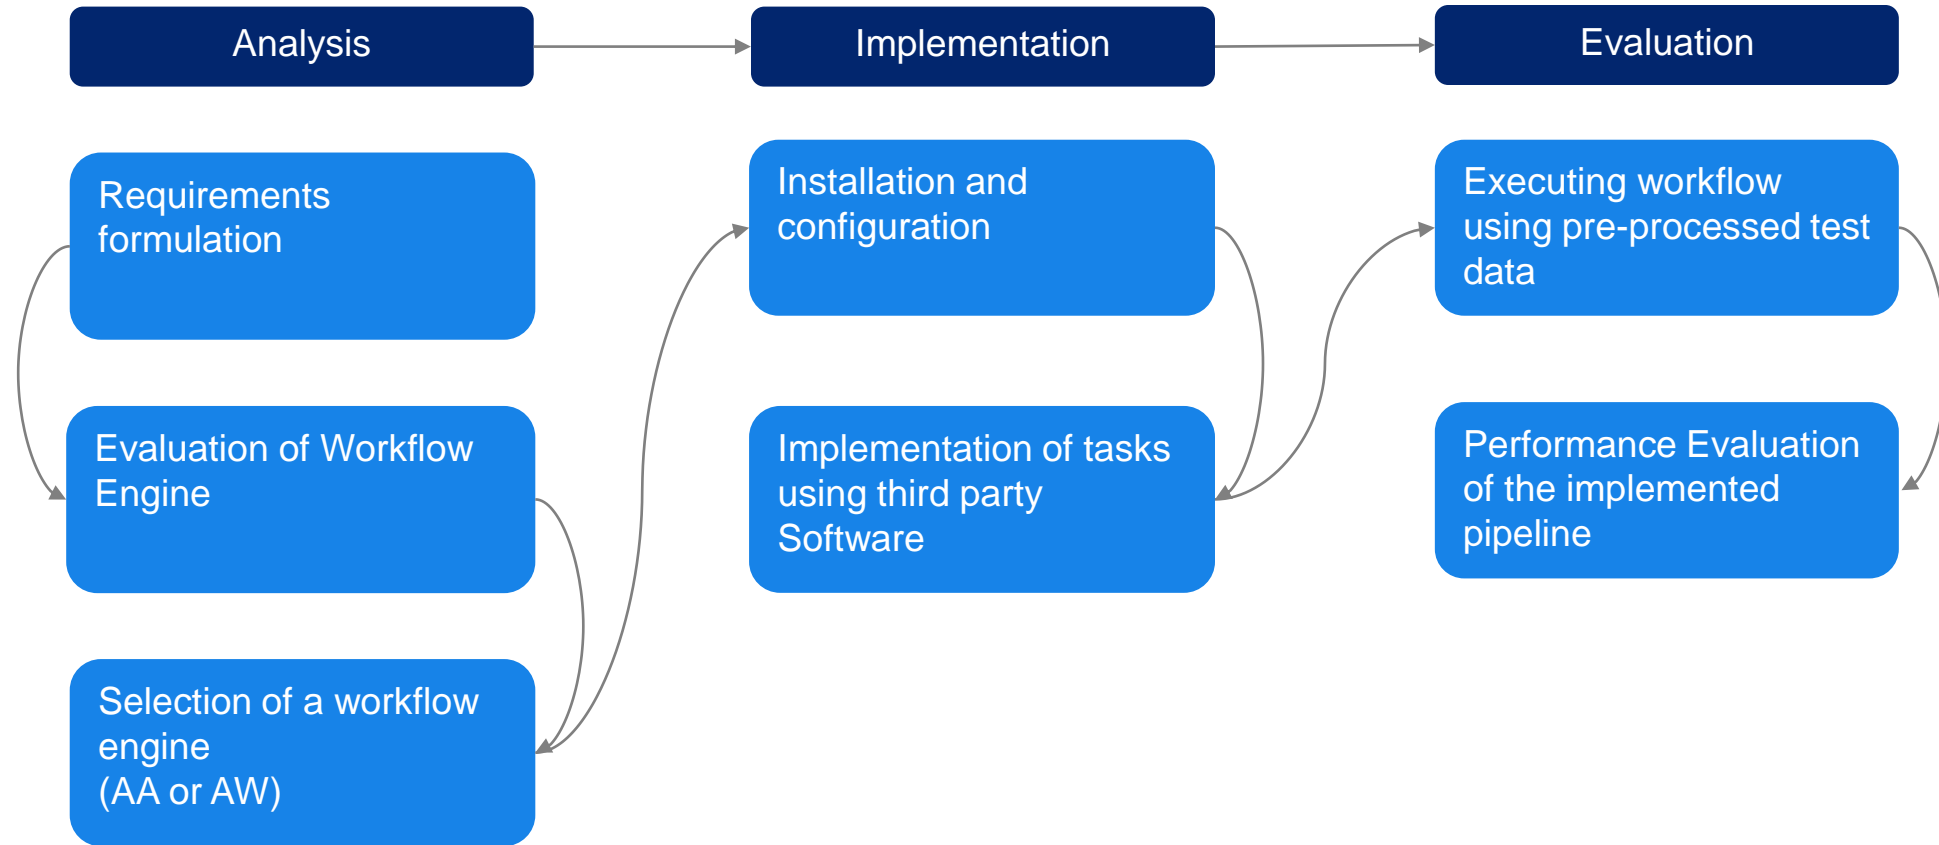 Analysis
Implementation
Evaluation
Requirements
formulation
Evaluation of Workflow
Engine
Selection of a workflow
engine
(AA or AW)
Installation and
configuration
Implementation of tasks
using third party
Software
Executing workflow
using pre-processed test
data
Performance Evaluation
of the implemented
pipeline